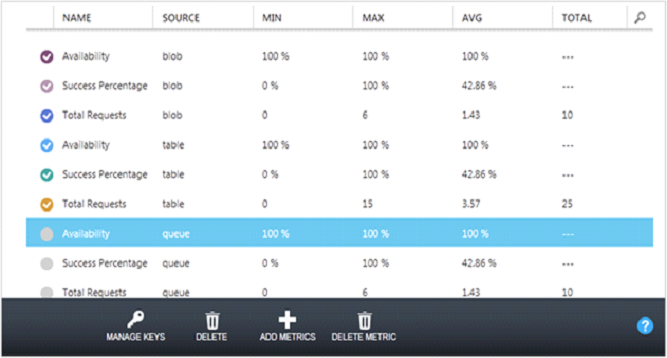 NAME SOURCE MIN MAX AVG TOTAL
Availability blob 100 % 100 % 100 % ---
Success Percentage blob 0 % 100 % 42.86 % ---
Total Requests blob 0 6 1.43 10
Availability table 100 % 100 % 100 % ---
Success Percentage table 0 % 100 % 42.86 % ---
Total Requests table 0 15 3.57 25
Availability queue 100 % 100 % 100 % ---
Success Percentage queue 0 % 100 % 42.86 % ---
Total Requests queue 0 6 1.43 10
MANAGE KEYS DELETE ADD METRICS DELETE METRIC ?